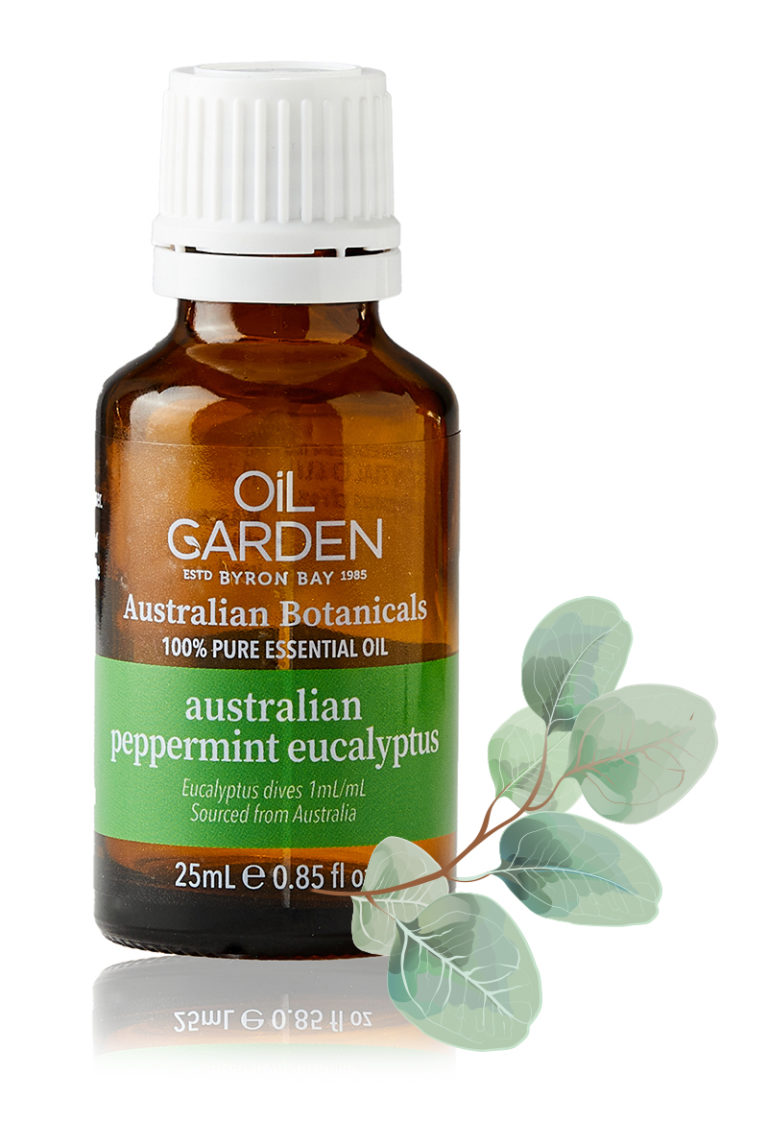 OiL
GARDEN
ESTD BYRON BAY 1985
Australian Botanicals
100% PURE ESSENTIAL OIL
australian
peppermint eucalyptus
Eucalyptus dives 1mL/mL
Sourced from Australia
25mL ℮ 0.85 fl oz